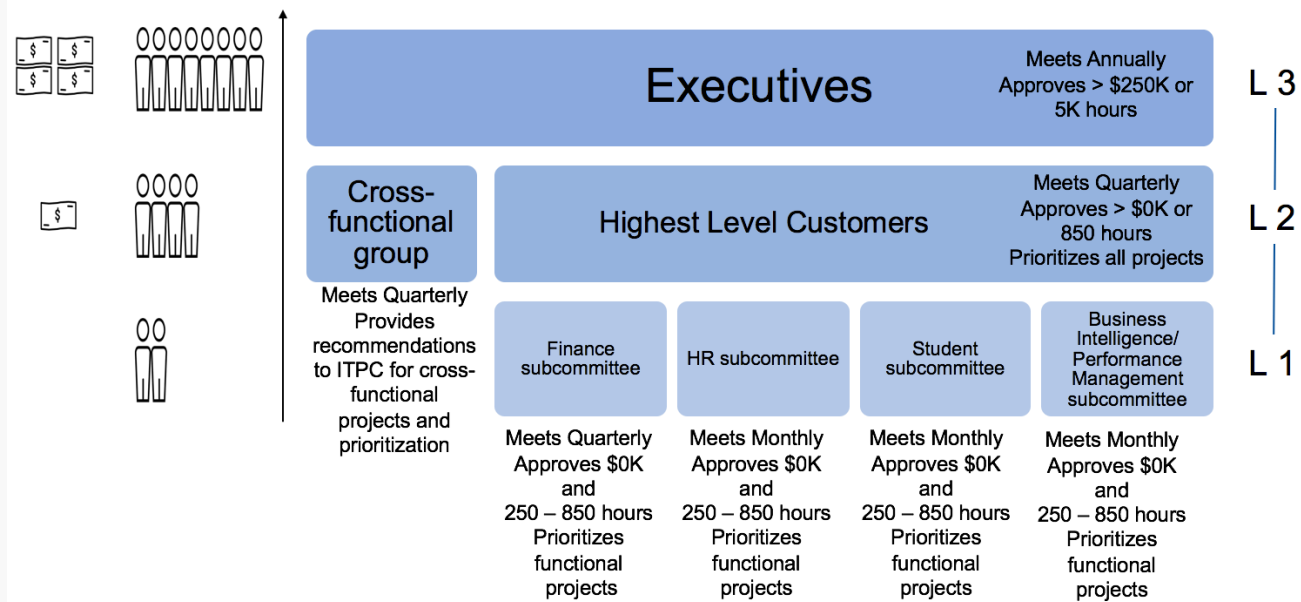 $ $
$ $
Executives
Meets Annually
Approves > $250K or
5K hours
L 3
$
Cross-
functional
group
Highest Level Customers
Meets Quarterly
Approves > $0K or
850 hours
Prioritizes all projects
L 2
Meets Quarterly
Provides
recommendations
to ITPC for cross-
functional
projects and
prioritization
Finance
subcommittee
HR subcommittee
Student
subcommittee
Business
Intelligence/
Performance
Management
subcommittee
L 1
Meets Quarterly
Approves $0K
and
250 – 850 hours
Prioritizes
functional
projects
Meets Monthly
Approves $0K
and
250 – 850 hours
Prioritizes
functional
projects
Meets Monthly
Approves $0K
and
250 – 850 hours
Prioritizes
functional
projects
Meets Monthly
Approves $0K
and
250 – 850 hours
Prioritizes
functional
projects